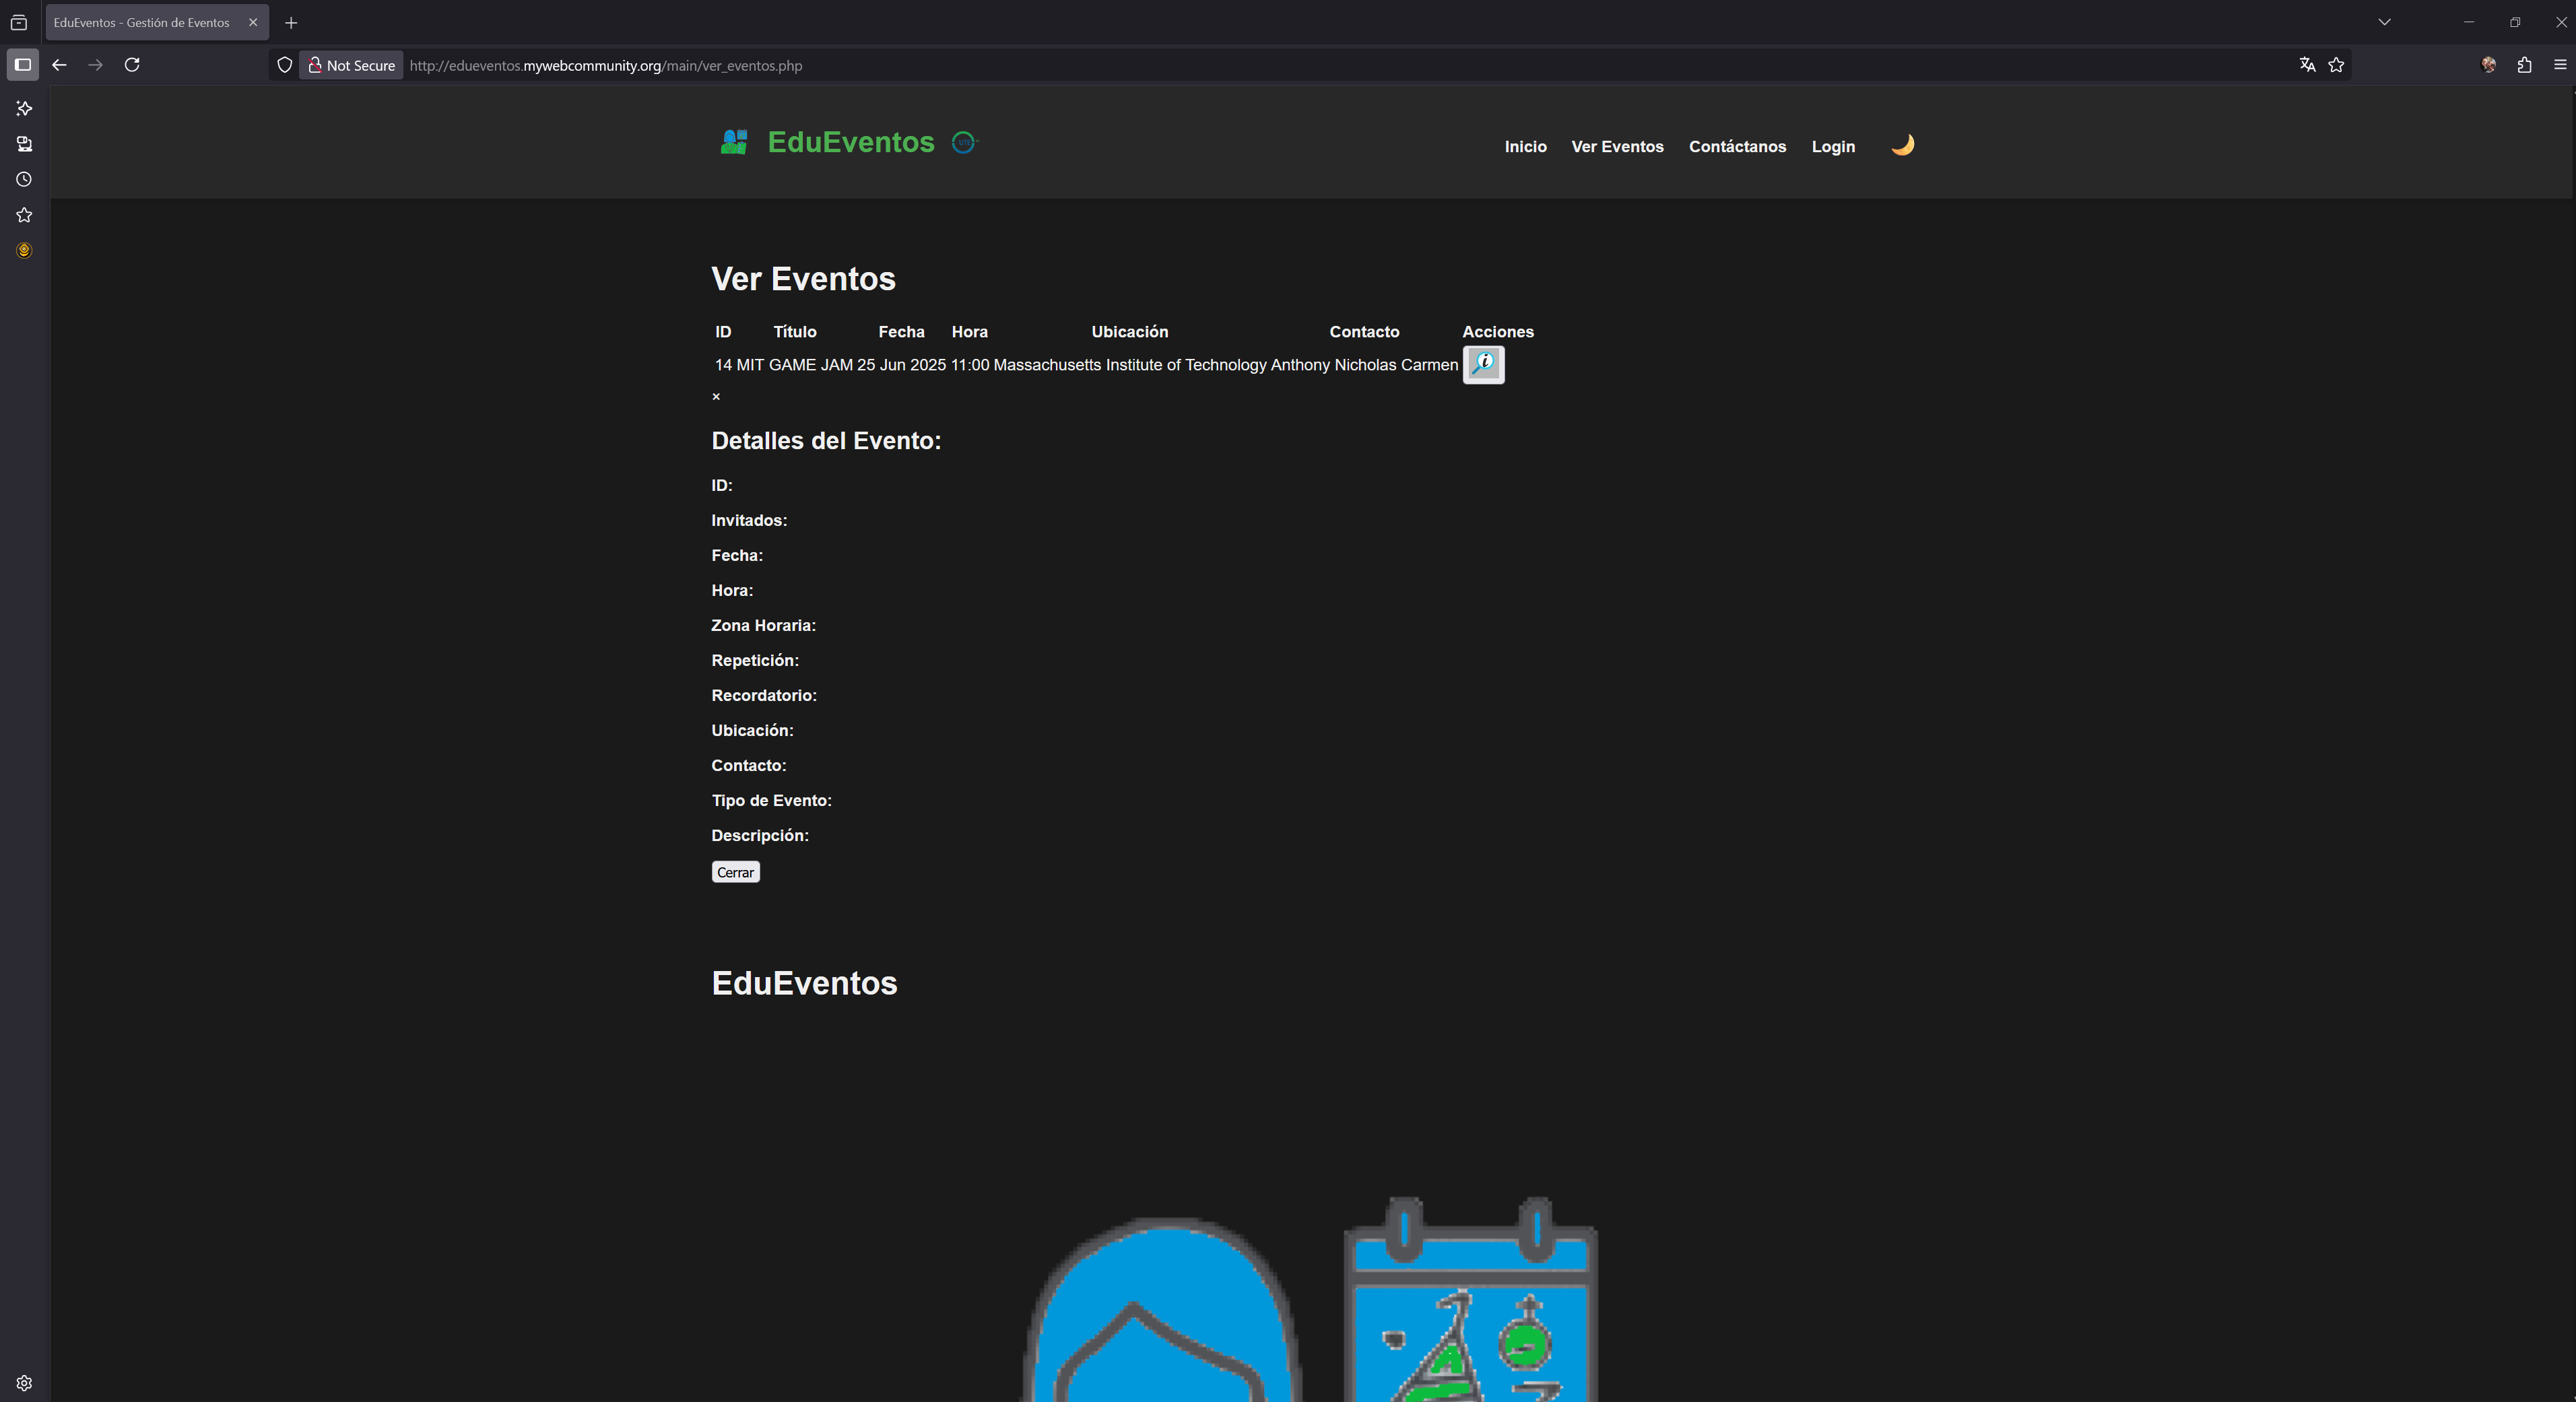 EduEventos - Gestión de Eventos
Not Secure http://edueventos.mywebcommunity.org/main/ver_eventos.php
EduEventos UTE Inicio Ver Eventos Contáctanos Login
Ver Eventos
ID Título Fecha Hora Ubicación Contacto Acciones
14 MIT GAME JAM 25 Jun 2025 11:00 Massachusetts Institute of Technology Anthony Nicholas Carmen
×
Detalles del Evento:
ID:
Invitados:
Fecha:
Hora:
Zona Horaria:
Repetición:
Recordatorio:
Ubicación:
Contacto:
Tipo de Evento:
Descripción:
Cerrar
EduEventos